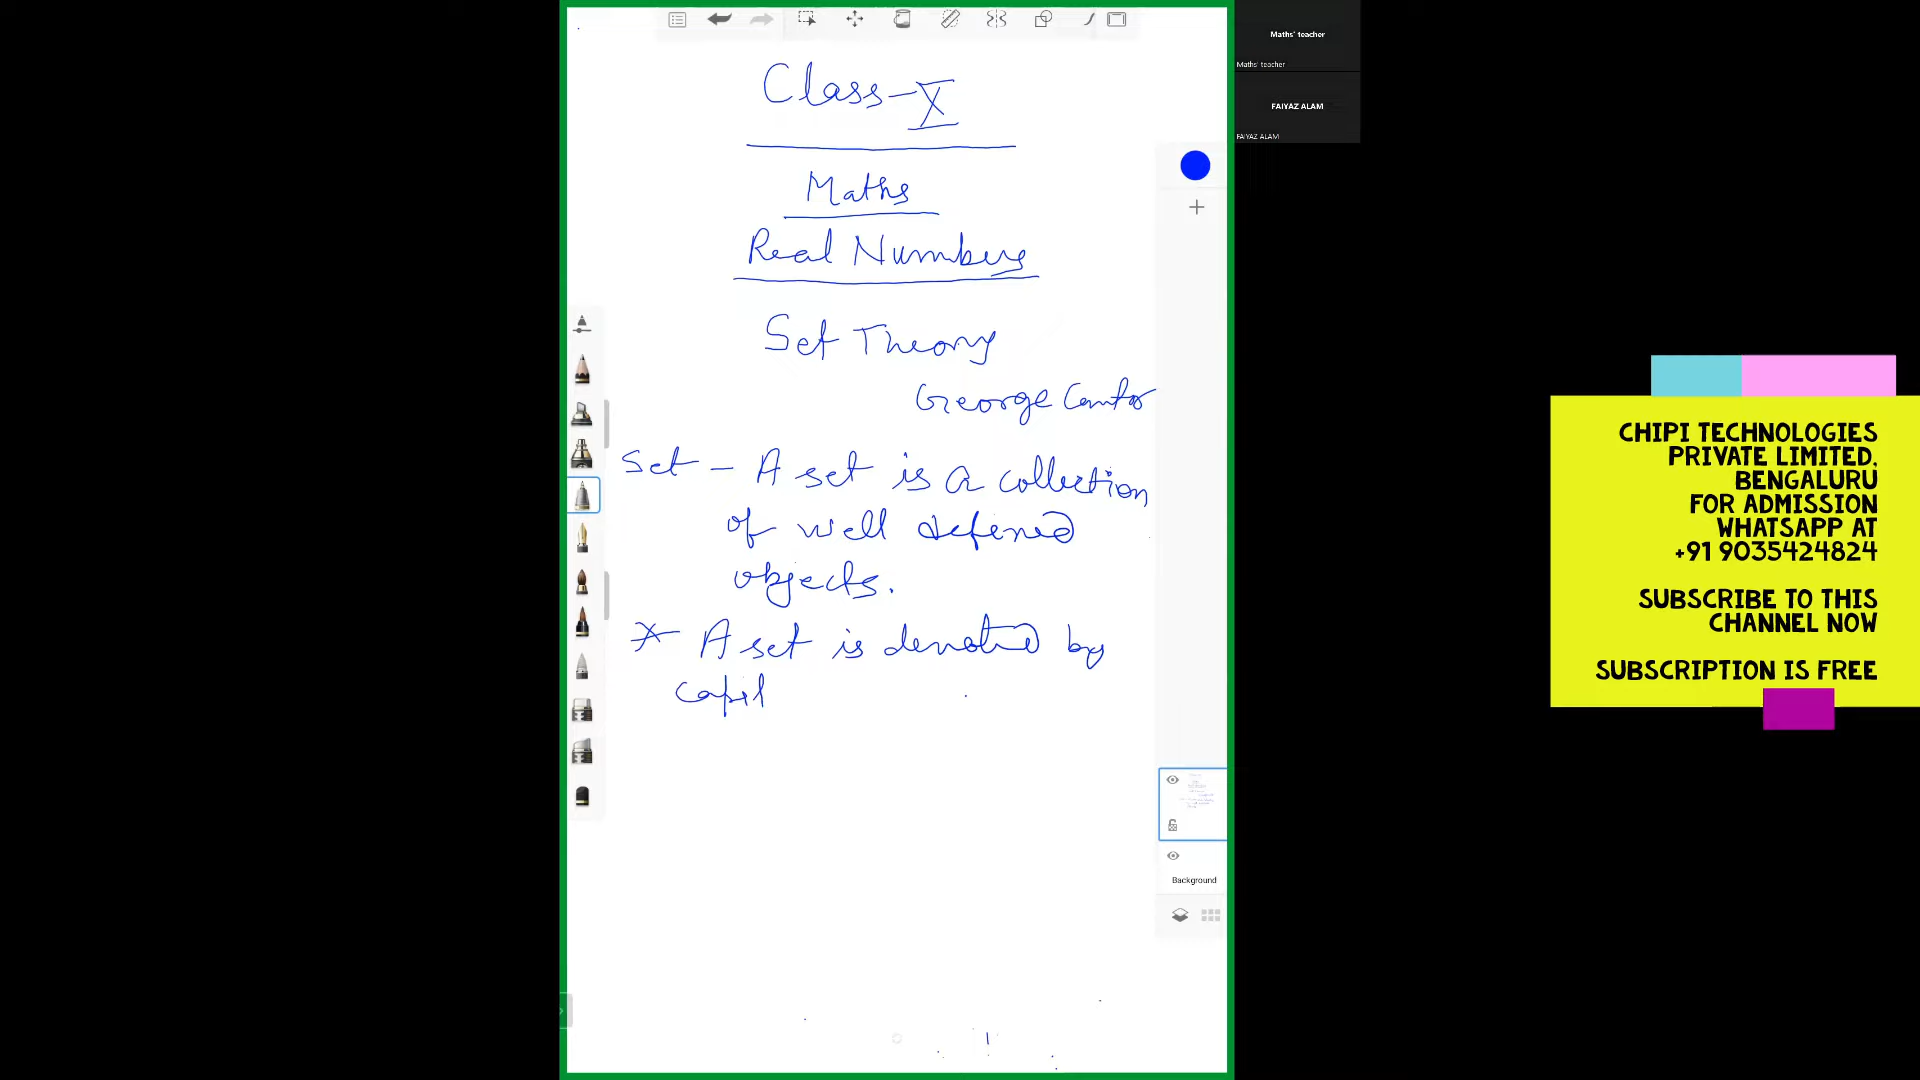 Class-X
Maths
Real Numbers
Set Theory
George Cantor
Set - A set is a collection
of well defined
objects.
* A set is denoted by
capil
Maths' teacher
Maths' teacher
FAIYAZ ALAM
FAIYAZ ALAM
Background
CHIPI TECHNOLOGIES
PRIVATE LIMITED,
BENGALURU
FOR ADMISSION
WHATSAPP AT
+91 9035424824
SUBSCRIBE TO THIS
CHANNEL NOW
SUBSCRIPTION IS FREE